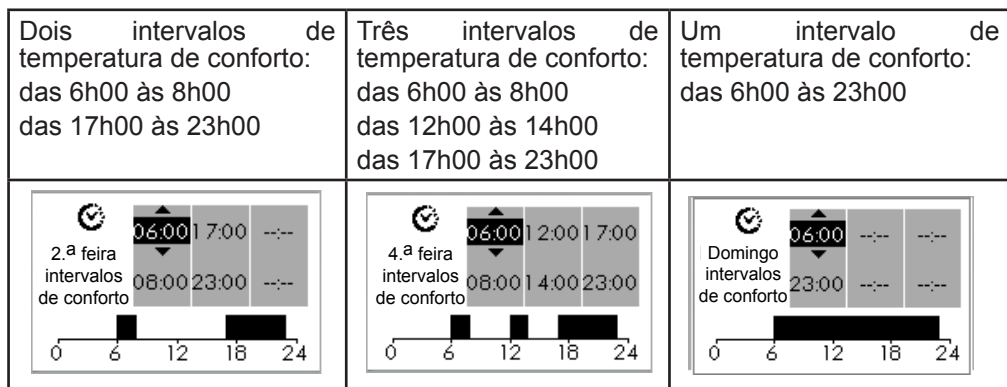 Dois intervalos de
temperatura de conforto:
das 6h00 às 8h00
das 17h00 às 23h00
Três intervalos de
temperatura de conforto:
das 6h00 às 8h00
das 12h00 às 14h00
das 17h00 às 23h00
Um intervalo de
temperatura de conforto:
das 6h00 às 23h00
06:00 17:00 --:--
2.ª feira
intervalos
de conforto
08:00 23:00 --:--
0 6 12 18 24
06:00 12:00 17:00
4.ª feira
intervalos
de conforto
08:00 14:00 23:00
0 6 12 18 24
06:00 --:-- --:--
Domingo
intervalos
de conforto
23:00 --:-- --:--
0 6 12 18 24